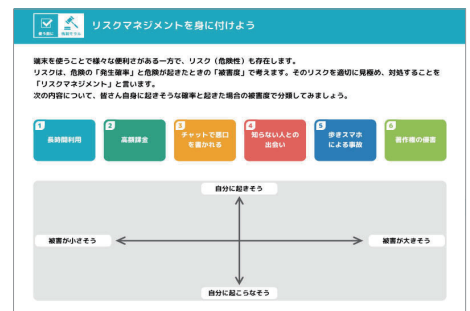 リスクマネジメントを身に付けよう
端末を使うことで様々な便利さがある一方で、リスク（危険性）も存在します。
リスクは、危険の「発生確率」と危険が起きたときの「被害度」で考えます。そのリスクを適切に見極め、対処することを
「リスクマネジメント」と言います。
次の内容について、皆さん自身に起きそうな確率と起きた場合の被害度で分類してみましょう。
1
長時間利用
2
高額課金
3
チャットで悪口
を書かれる
4
知らない人との
出会い
5
歩きスマホ
による事故
6
著作権の侵害
自分に起きそう
被害が小さそう
被害が大きそう
自分に起こらなそう